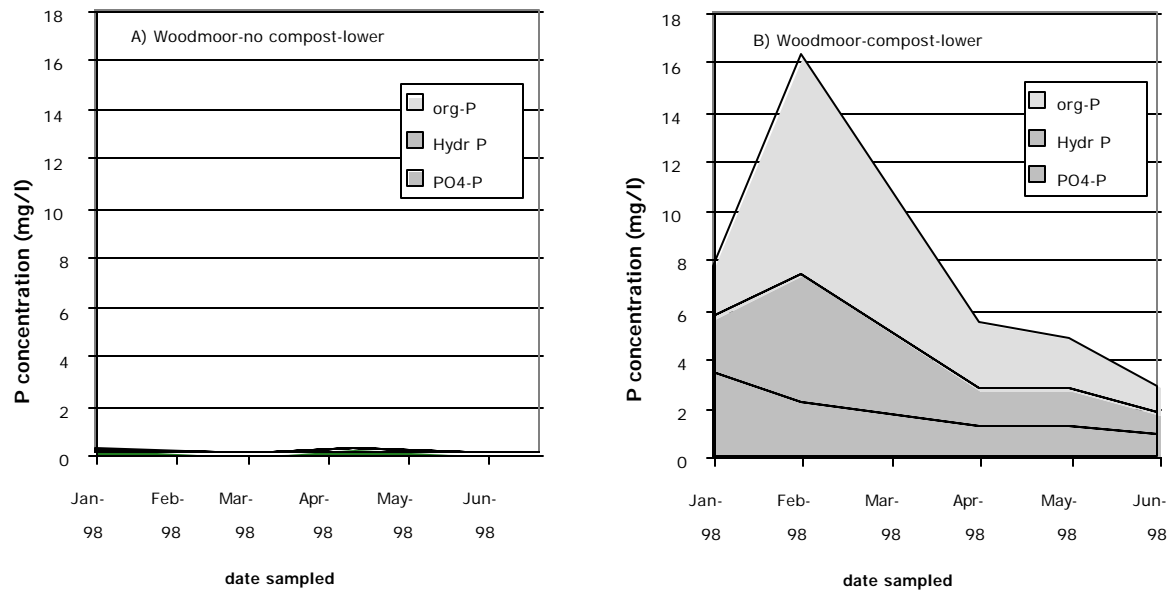 A) Woodmoor-no compost-lower
P concentration (mg/l)
18
16
14
12
10
8
6
4
2
0
org-P
Hydr P
PO4-P
Jan- Feb- Mar- Apr- May- Jun-
98 98 98 98 98 98
date sampled
B) Woodmoor-compost-lower
P concentration (mg/l)
18
16
14
12
10
8
6
4
2
0
org-P
Hydr P
PO4-P
Jan- Feb- Mar- Apr- May- Jun-
98 98 98 98 98 98
date sampled